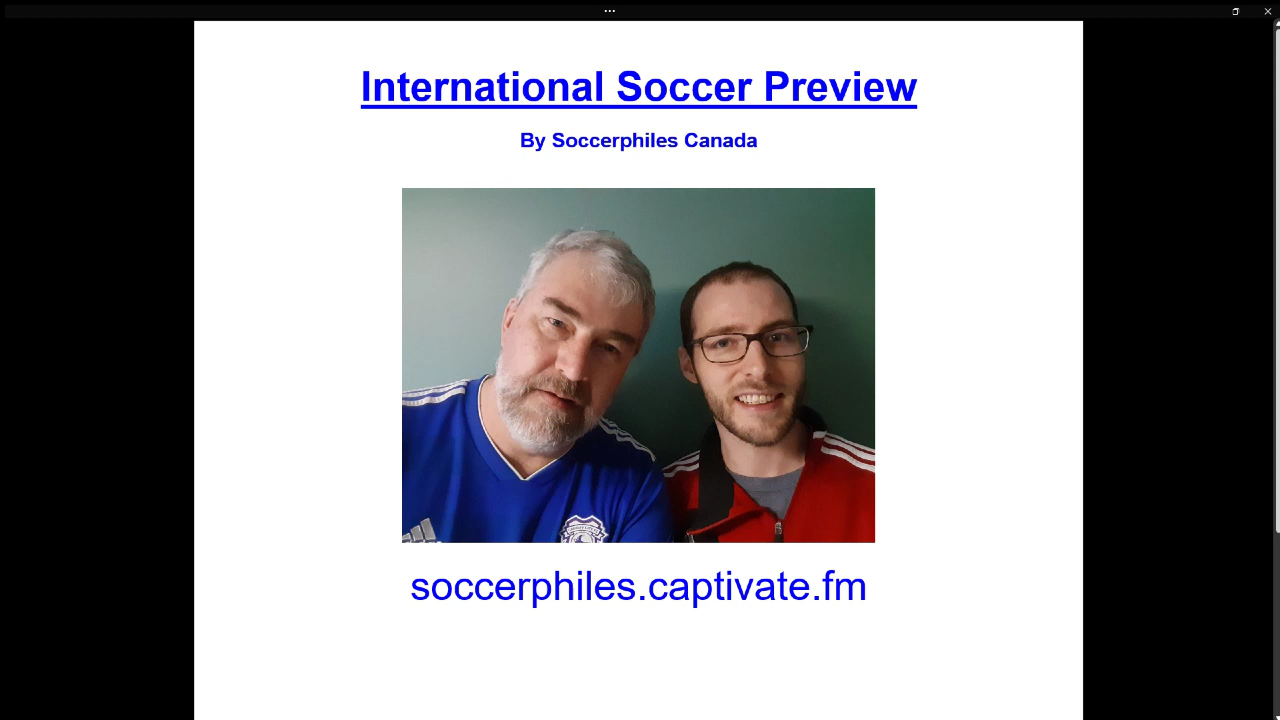 International Soccer Preview
By Soccerphiles Canada
soccerphiles.captivate.fm